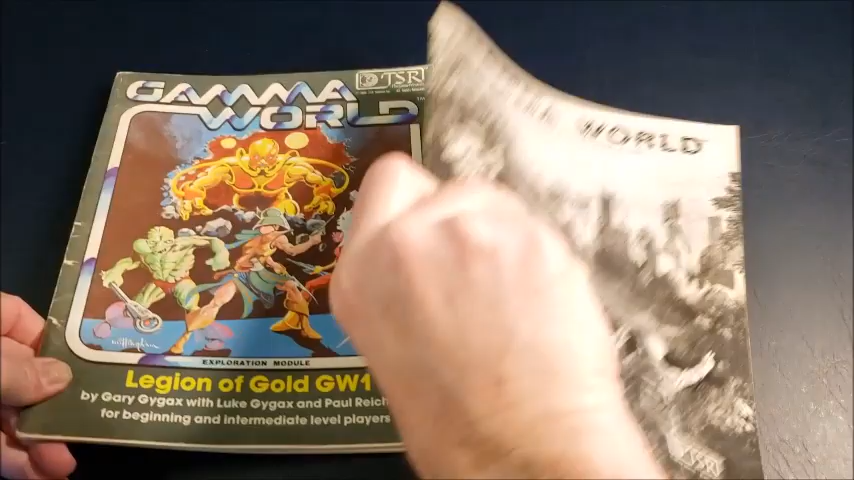 GAMMA
WORLD
TSR
EXPLORATION MODULE
Legion of Gold GW1
by Gary Gygax with Luke Gygax and Paul Reich
for beginning and intermediate level players
WORLD